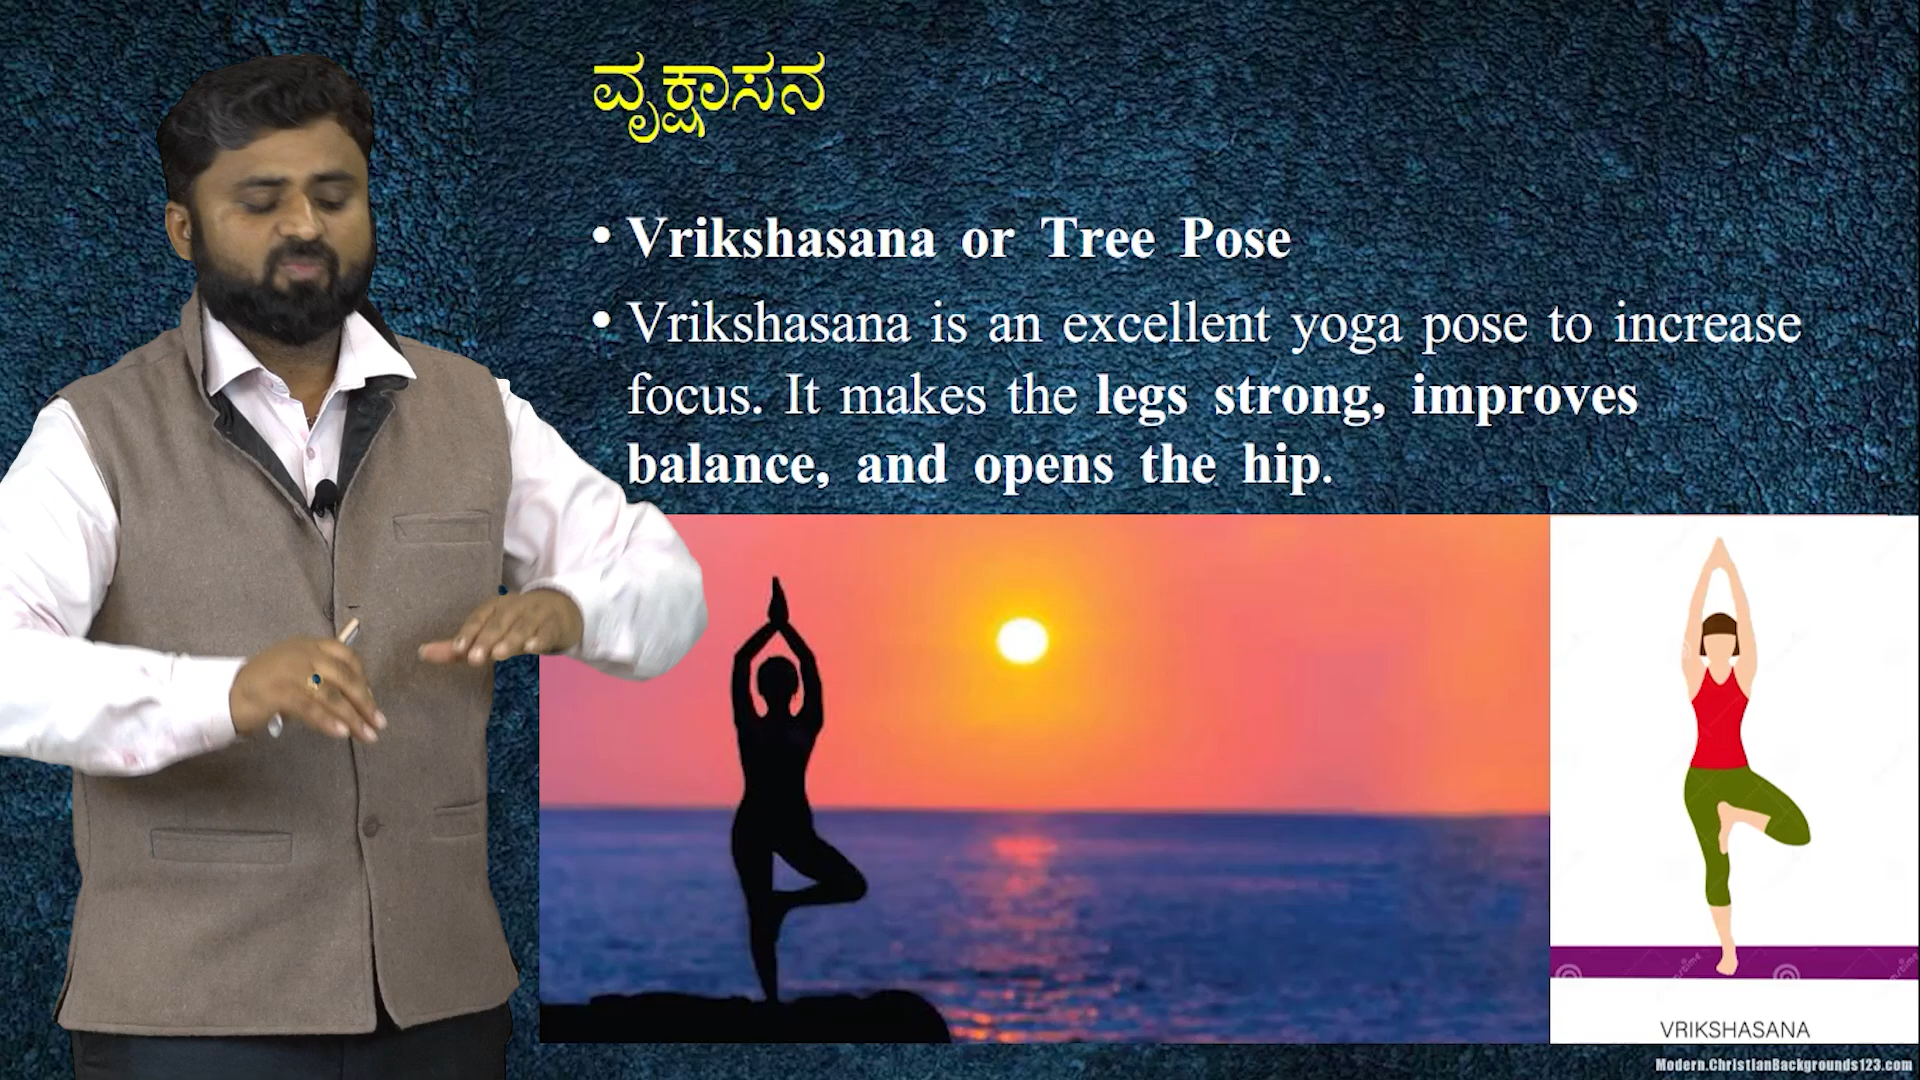 ವೃಕ್ಷಾಸನ
• Vrikshasana or Tree Pose
• Vrikshasana is an excellent yoga pose to increase
focus. It makes the legs strong, improves
balance, and opens the hip.
VRIKSHASANA
Modern.ChristianBackgrounds123.com